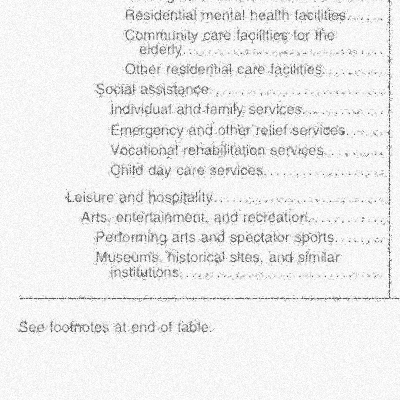 Residential mental health facilities
Community care facilities for the
elderly
Other residential care facilities
Social assistance
Individual and family services
Emergency and other relief services
Vocational rehabilitation services
Child day care services
Leisure and hospitality
Arts, entertainment, and recreation
Performing arts and spectator sports
Museums, historical sites, and similar
institutions
See footnotes at end of table.